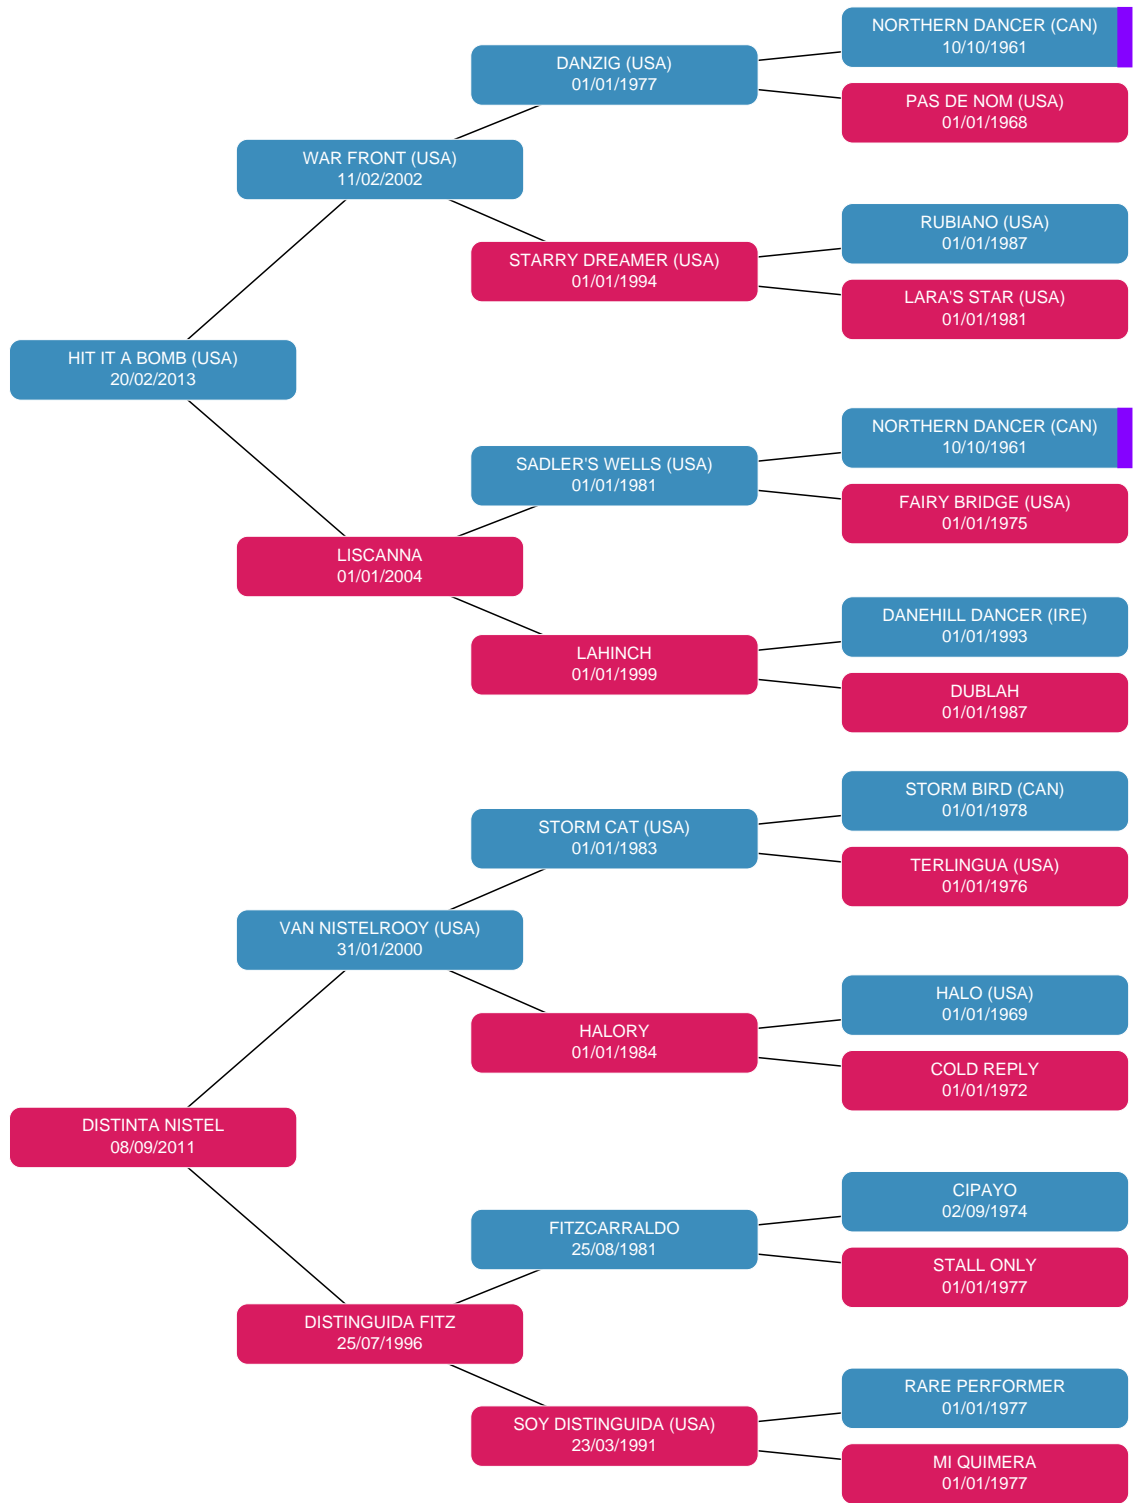 NORTHERN DANCER (CAN)
10/10/1961
DANZIG (USA)
01/01/1977
PAS DE NOM (USA)
01/01/1968
WAR FRONT (USA)
11/02/2002
RUBIANO (USA)
01/01/1987
STARRY DREAMER (USA)
01/01/1994
LARA'S STAR (USA)
01/01/1981
HIT IT A BOMB (USA)
20/02/2013
NORTHERN DANCER (CAN)
10/10/1961
SADLER'S WELLS (USA)
01/01/1981
FAIRY BRIDGE (USA)
01/01/1975
LISCANNA
01/01/2004
DANEHILL DANCER (IRE)
01/01/1993
LAHINCH
01/01/1999
DUBLAH
01/01/1987
STORM BIRD (CAN)
01/01/1978
STORM CAT (USA)
01/01/1983
TERLINGUA (USA)
01/01/1976
VAN NISTELROOY (USA)
31/01/2000
HALO (USA)
01/01/1969
HALORY
01/01/1984
COLD REPLY
01/01/1972
DISTINTA NISTEL
08/09/2011
CIPAYO
02/09/1974
FITZCARRALDO
25/08/1981
STALL ONLY
01/01/1977
DISTINGUIDA FITZ
25/07/1996
RARE PERFORMER
01/01/1977
SOY DISTINGUIDA (USA)
23/03/1991
MI QUIMERA
01/01/1977